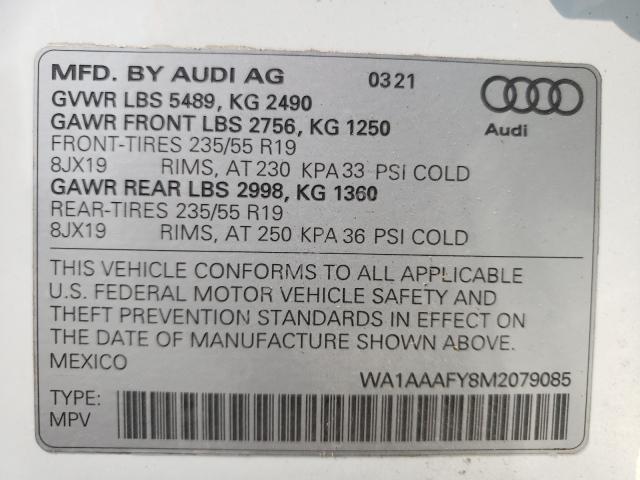 MFD. BY AUDI AG 0321
GVWR LBS 5489, KG 2490
GAWR FRONT LBS 2756, KG 1250
Audi
FRONT-TIRES 235/55 R19
8JX19 RIMS, AT 230 KPA 33 PSI COLD
GAWR REAR LBS 2998, KG 1360
REAR-TIRES 235/55 R19
8JX19 RIMS, AT 250 KPA 36 PSI COLD
THIS VEHICLE CONFORMS TO ALL APPLICABLE
U.S. FEDERAL MOTOR VEHICLE SAFETY AND
THEFT PREVENTION STANDARDS IN EFFECT ON
THE DATE OF MANUFACTURE SHOWN ABOVE.
MEXICO
WA1AAAFY8M2079085
TYPE:
MPV